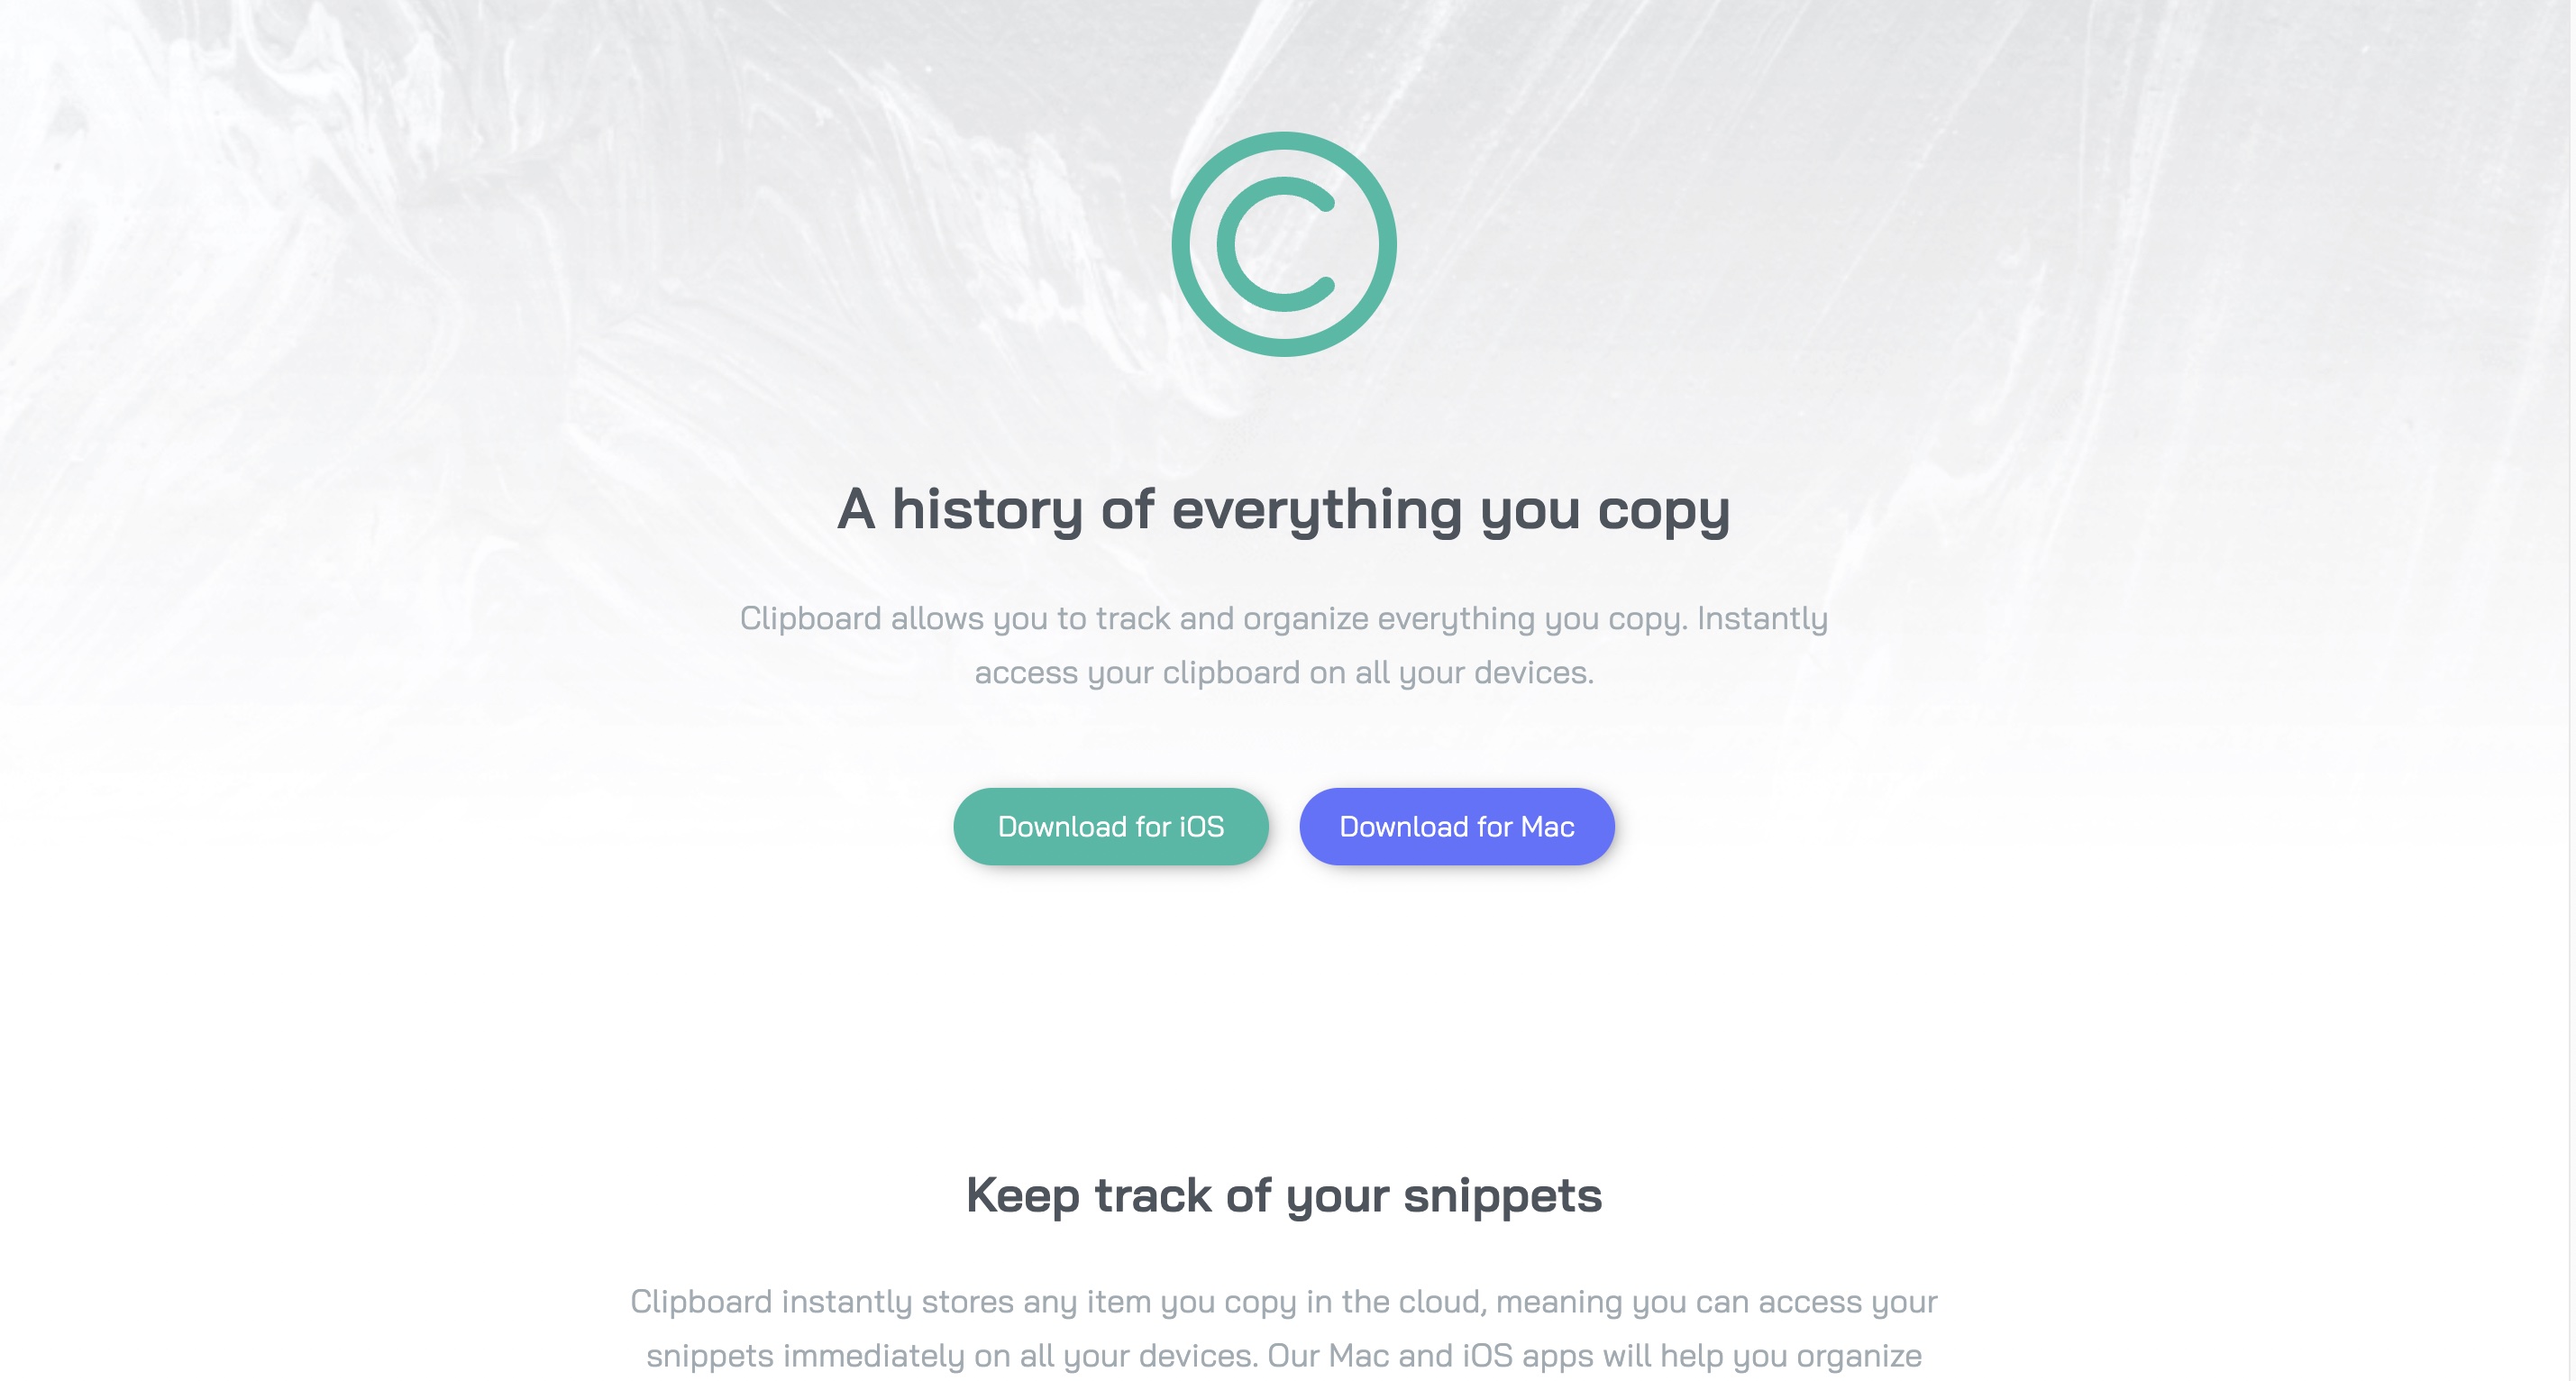 A history of everything you copy
Clipboard allows you to track and organize everything you copy. Instantly
access your clipboard on all your devices.
Download for iOS
Download for Mac
Keep track of your snippets
Clipboard instantly stores any item you copy in the cloud, meaning you can access your
snippets immediately on all your devices. Our Mac and iOS apps will help you organize